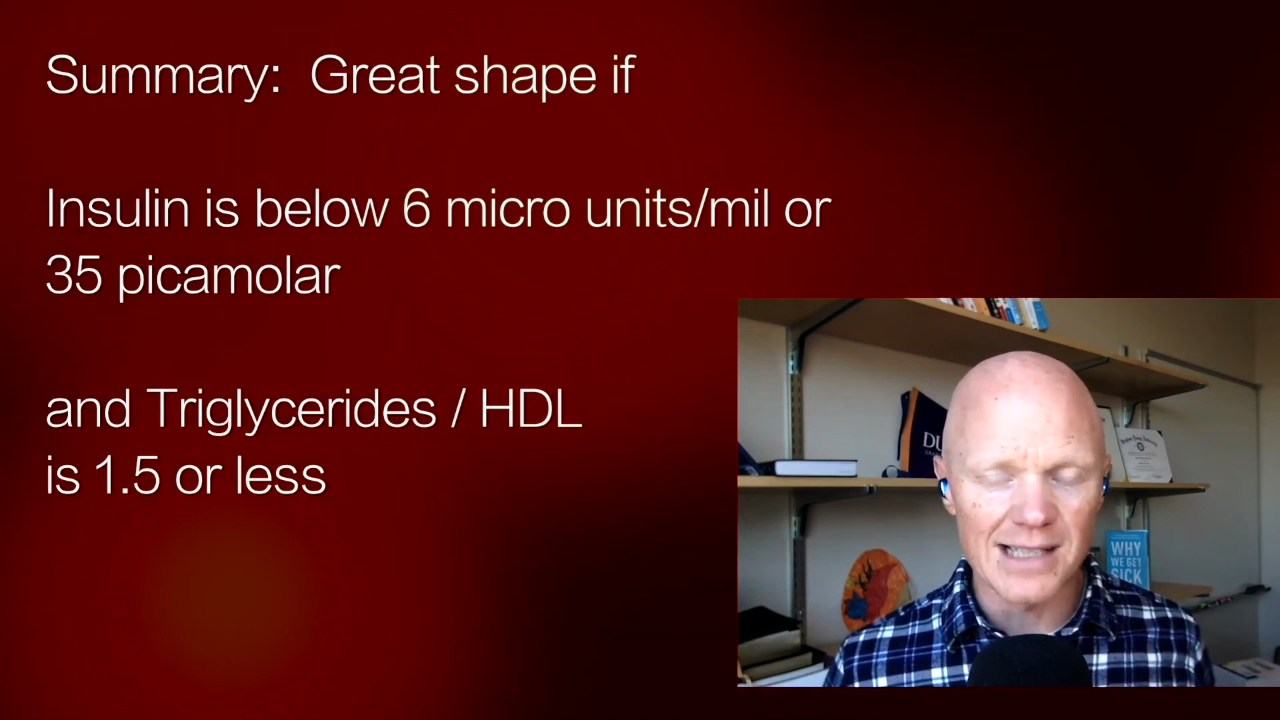 Summary: Great shape if
Insulin is below 6 micro units/mil or
35 picamolar
and Triglycerides / HDL
is 1.5 or less
DU
WHY
WE GET
SICK